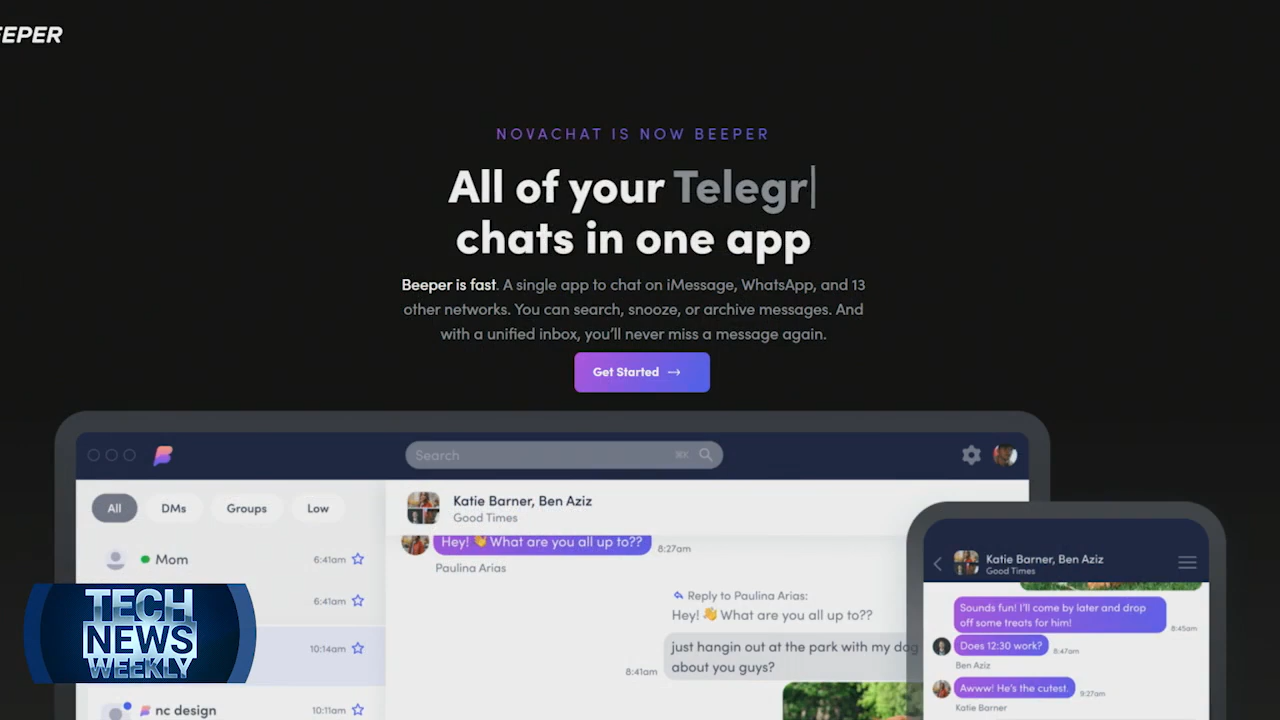 EEPER
NOVACHAT IS NOW BEEPER
All of your Telegr
chats in one app
Beeper is fast. A single app to chat on iMessage, WhatsApp, and 13
other networks. You can search, snooze, or archive messages. And
with a unified inbox, you'll never miss a message again.
Get Started →
Search
⌘K
All DMs Groups Low
Katie Barner, Ben Aziz
Good Times
Mom 6:41am
6:41am
10:14am
nc design 10:11am
Hey! 👋 What are you all up to?? 8:27am
Paulina Arias
Reply to Paulina Arias:
Hey! 👋 What are you all up to??
just hangin out at the park with my dog
about you guys?
8:41am
Katie Barner, Ben Aziz
Good Times
Sounds fun! I'll come by later and drop
off some treats for him!
8:45am
Does 12:30 work? 8:47am
Ben Aziz
Awww! He's the cutest. 9:27am
Katie Barner
TECH
NEWS
WEEKLY